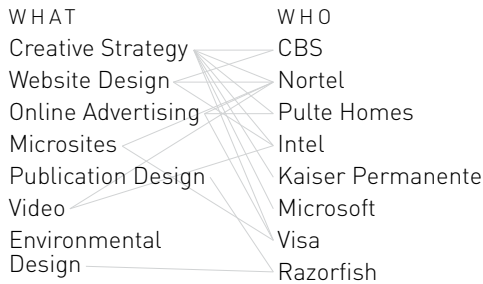 WHAT
Creative Strategy
Website Design
Online Advertising
Microsites
Publication Design
Video
Environmental
Design
WHO
CBS
Nortel
Pulte Homes
Intel
Kaiser Permanente
Microsoft
Visa
Razorfish